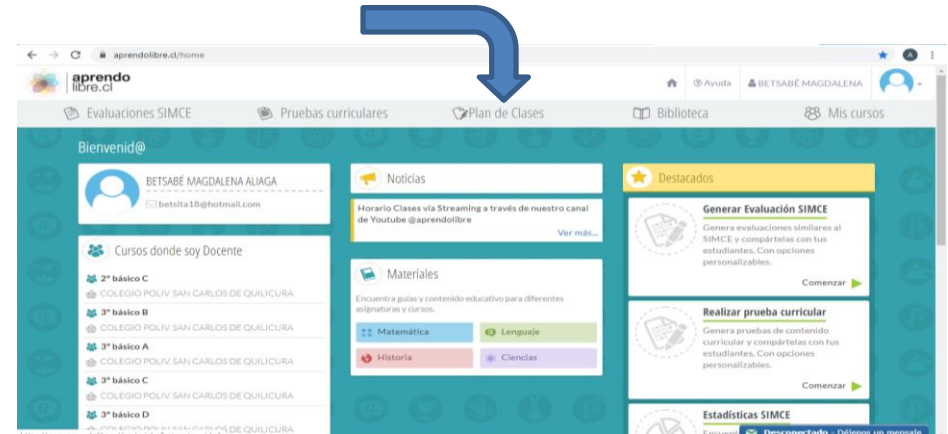 aprendolibre.cl/home
A
aprendo
libre.cl
Ayuda
BETSABÉ MAGDALENA
Evaluaciones SIMCE
Pruebas curriculares
Plan de Clases
Biblioteca
Mis cursos
Bienvenid@
BETSABÉ MAGDALENA ALIAGA
betsita18@hotmail.com
Cursos donde soy Docente
2° básico C
COLEGIO POLIV. SAN CARLOS DE QUILICURA
3° básico B
COLEGIO POLIV. SAN CARLOS DE QUILICURA
3° básico A
COLEGIO POLIV. SAN CARLOS DE QUILICURA
3° básico C
COLEGIO POLIV. SAN CARLOS DE QUILICURA
3° básico D
COLEGIO POLIV. SAN CARLOS DE QUILICURA
Noticias
Horario Clases vía Streaming a través de nuestro canal
de Youtube @aprendolibre
Ver más...
Materiales
Encuentra guías y contenido educativo para diferentes
asignaturas y cursos.
Matemática
Lenguaje
Historia
Ciencias
Destacados
Generar Evaluación SIMCE
Genera evaluaciones similares al
SIMCE y compártelas con tus
estudiantes. Con opciones
personalizables.
Comenzar
Realizar prueba curricular
Genera pruebas de contenido
curricular y compártelas con tus
estudiantes. Con opciones
personalizables.
Comenzar
Estadísticas SIMCE
Desconectado - Déjenos un mensaje